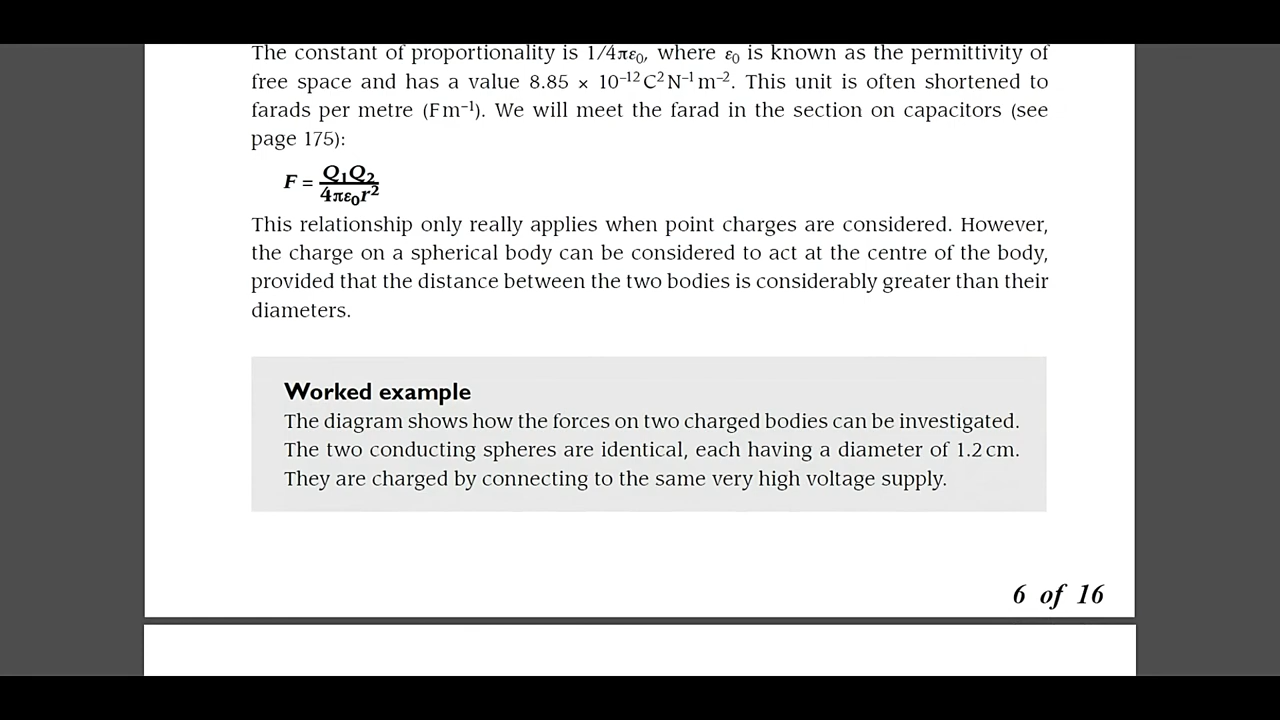 The constant of proportionality is 1/4πε₀, where ε₀ is known as the permittivity of
free space and has a value 8.85 × 10⁻¹² C² N⁻¹ m⁻². This unit is often shortened to
farads per metre (F m⁻¹). We will meet the farad in the section on capacitors (see
page 175):
F = Q₁Q₂ / 4πε₀r²
This relationship only really applies when point charges are considered. However,
the charge on a spherical body can be considered to act at the centre of the body,
provided that the distance between the two bodies is considerably greater than their
diameters.
Worked example
The diagram shows how the forces on two charged bodies can be investigated.
The two conducting spheres are identical, each having a diameter of 1.2 cm.
They are charged by connecting to the same very high voltage supply.
6 of 16